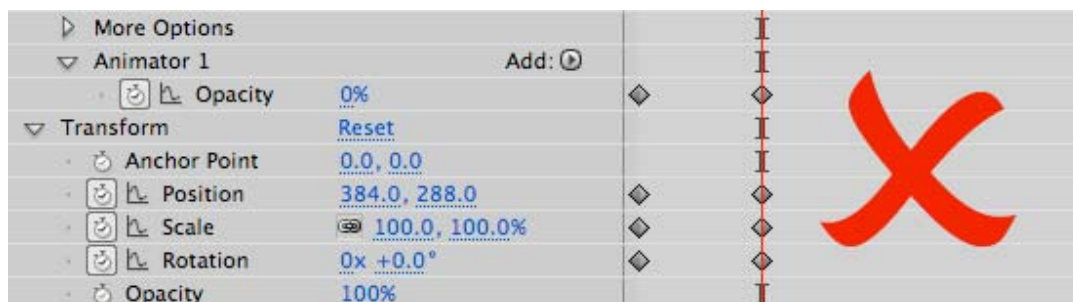 More Options
Animator 1 Add:
Opacity 0%
Transform Reset
Anchor Point 0.0, 0.0
Position 384.0, 288.0
Scale 100.0, 100.0%
Rotation 0x +0.0°
Opacity 100%